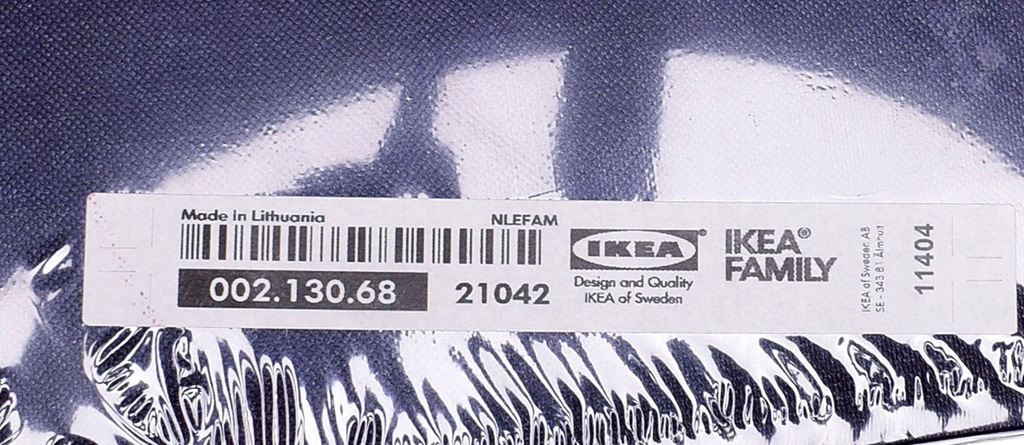 Made in Lithuania
NLEFAM
002.130.68
21042
IKEA®
Design and Quality
IKEA of Sweden
IKEA®
FAMILY
IKEA of Sweden AB
SE - 343 81 Älmhult
11404